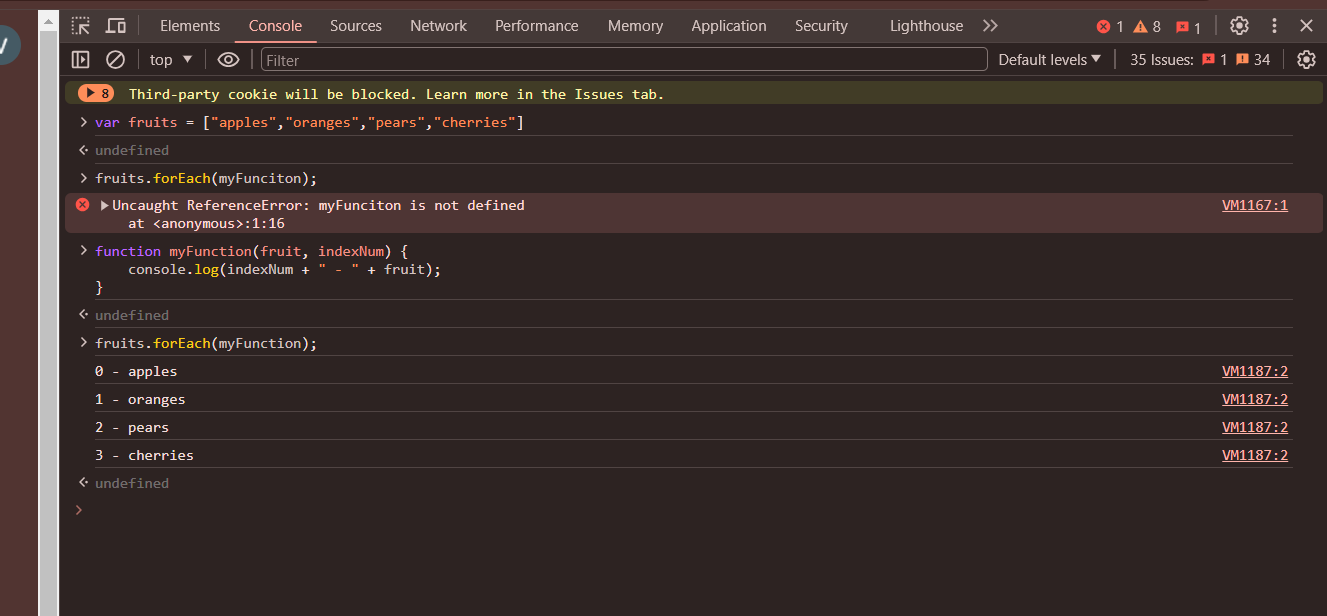 Elements Console Sources Network Performance Memory Application Security Lighthouse 1 8 1
top Filter Default levels 35 Issues: 1 34
8 Third-party cookie will be blocked. Learn more in the Issues tab.
> var fruits = ["apples","oranges","pears","cherries"]
undefined
> fruits.forEach(myFunciton);
Uncaught ReferenceError: myFunciton is not defined VM1167:1
at <anonymous>:1:16
> function myFunction(fruit, indexNum) {
console.log(indexNum + " - " + fruit);
}
undefined
> fruits.forEach(myFunction);
0 - apples VM1187:2
1 - oranges VM1187:2
2 - pears VM1187:2
3 - cherries VM1187:2
undefined
>